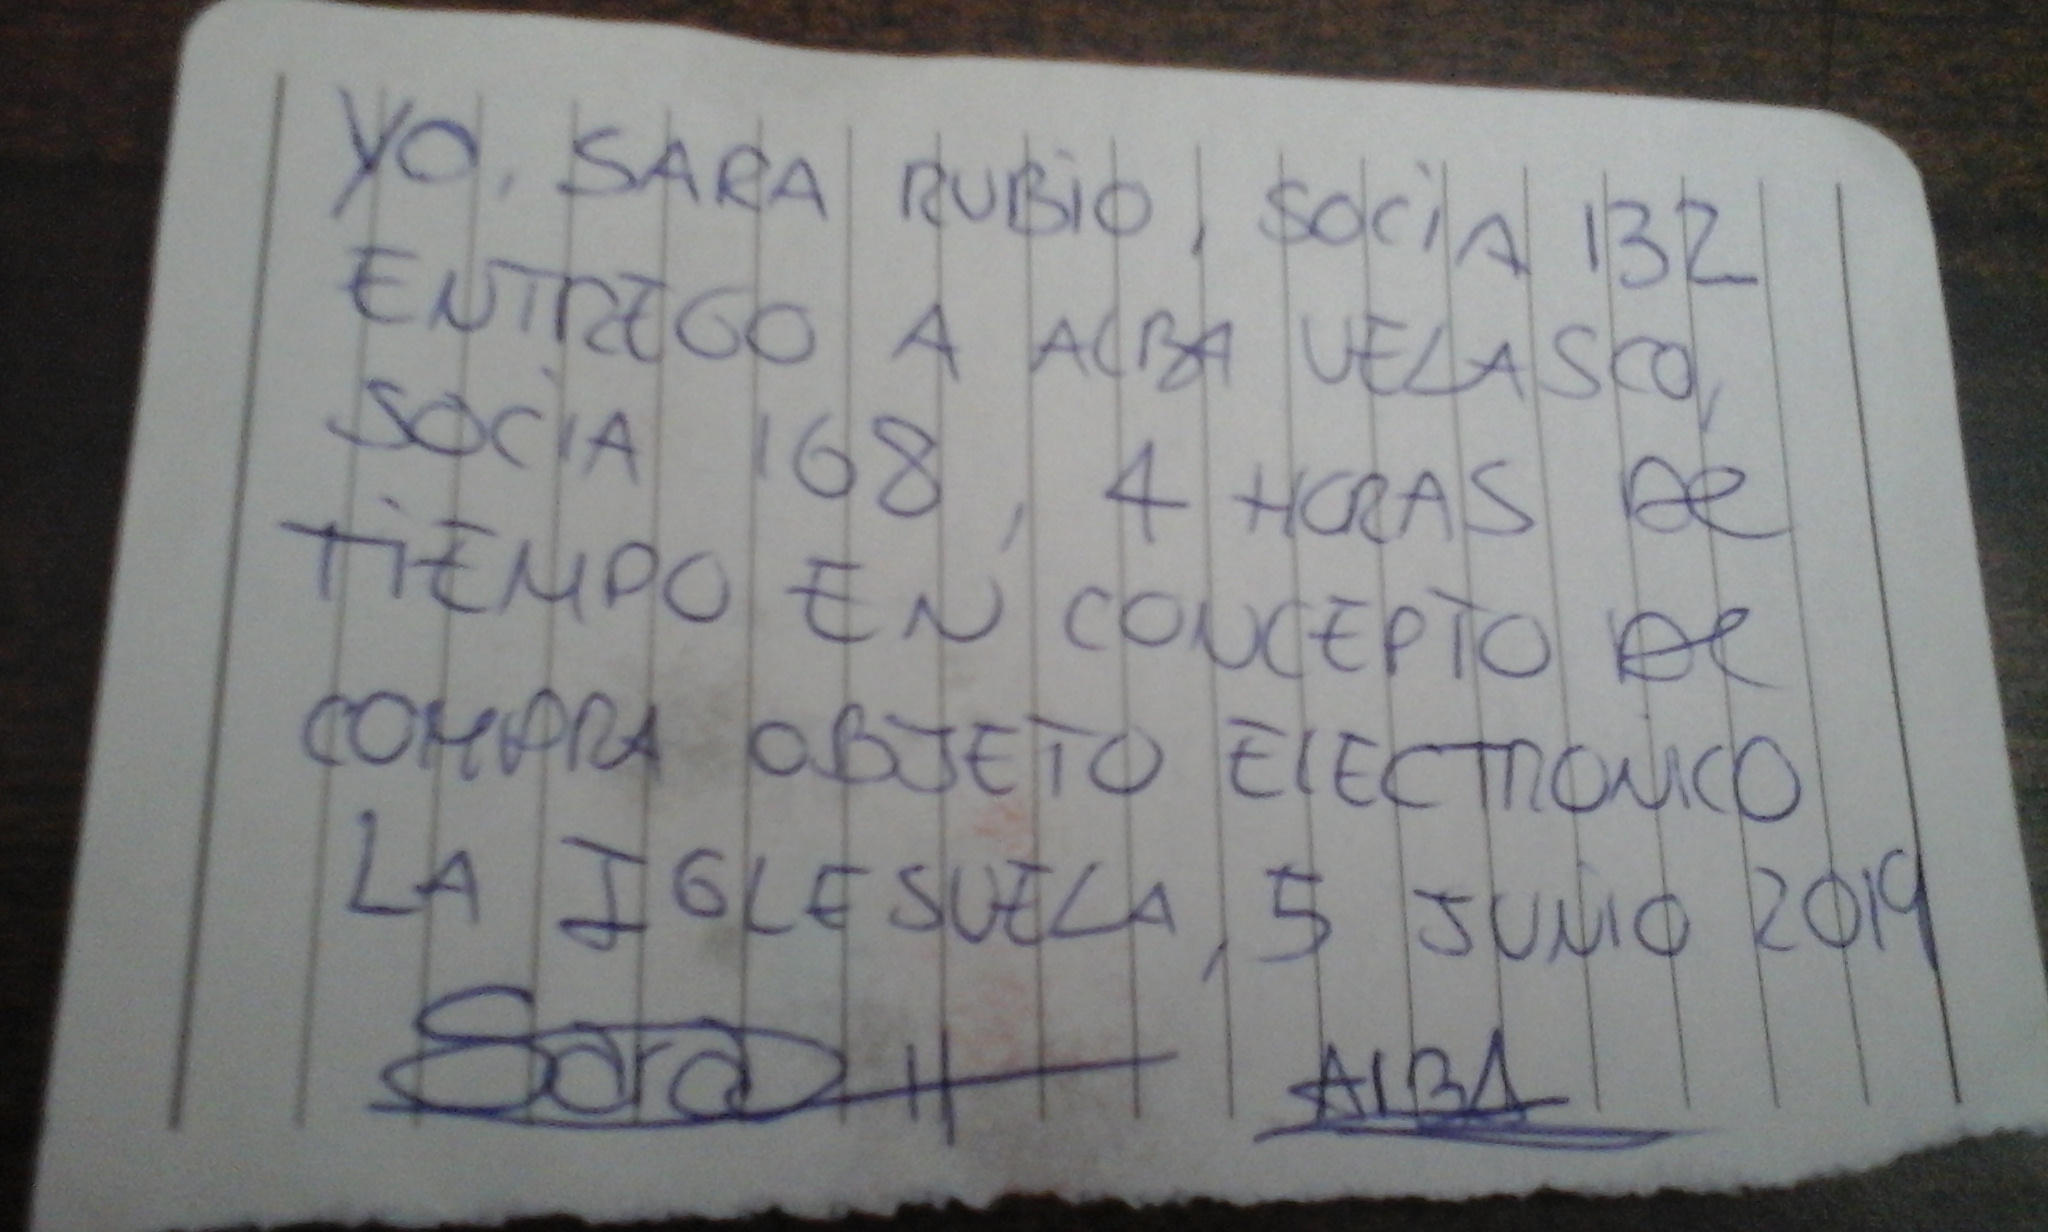 YO, SARA RUBIO, SOCIA 132
ENTREGO A ALBA VELASCO,
SOCIA 168, 4 HORAS DE
TIEMPO EN CONCEPTO DE
COMPRA OBJETO ELECTRONICO
LA IGLESUELA, 5 JUNIO 2019
Sara ALBA